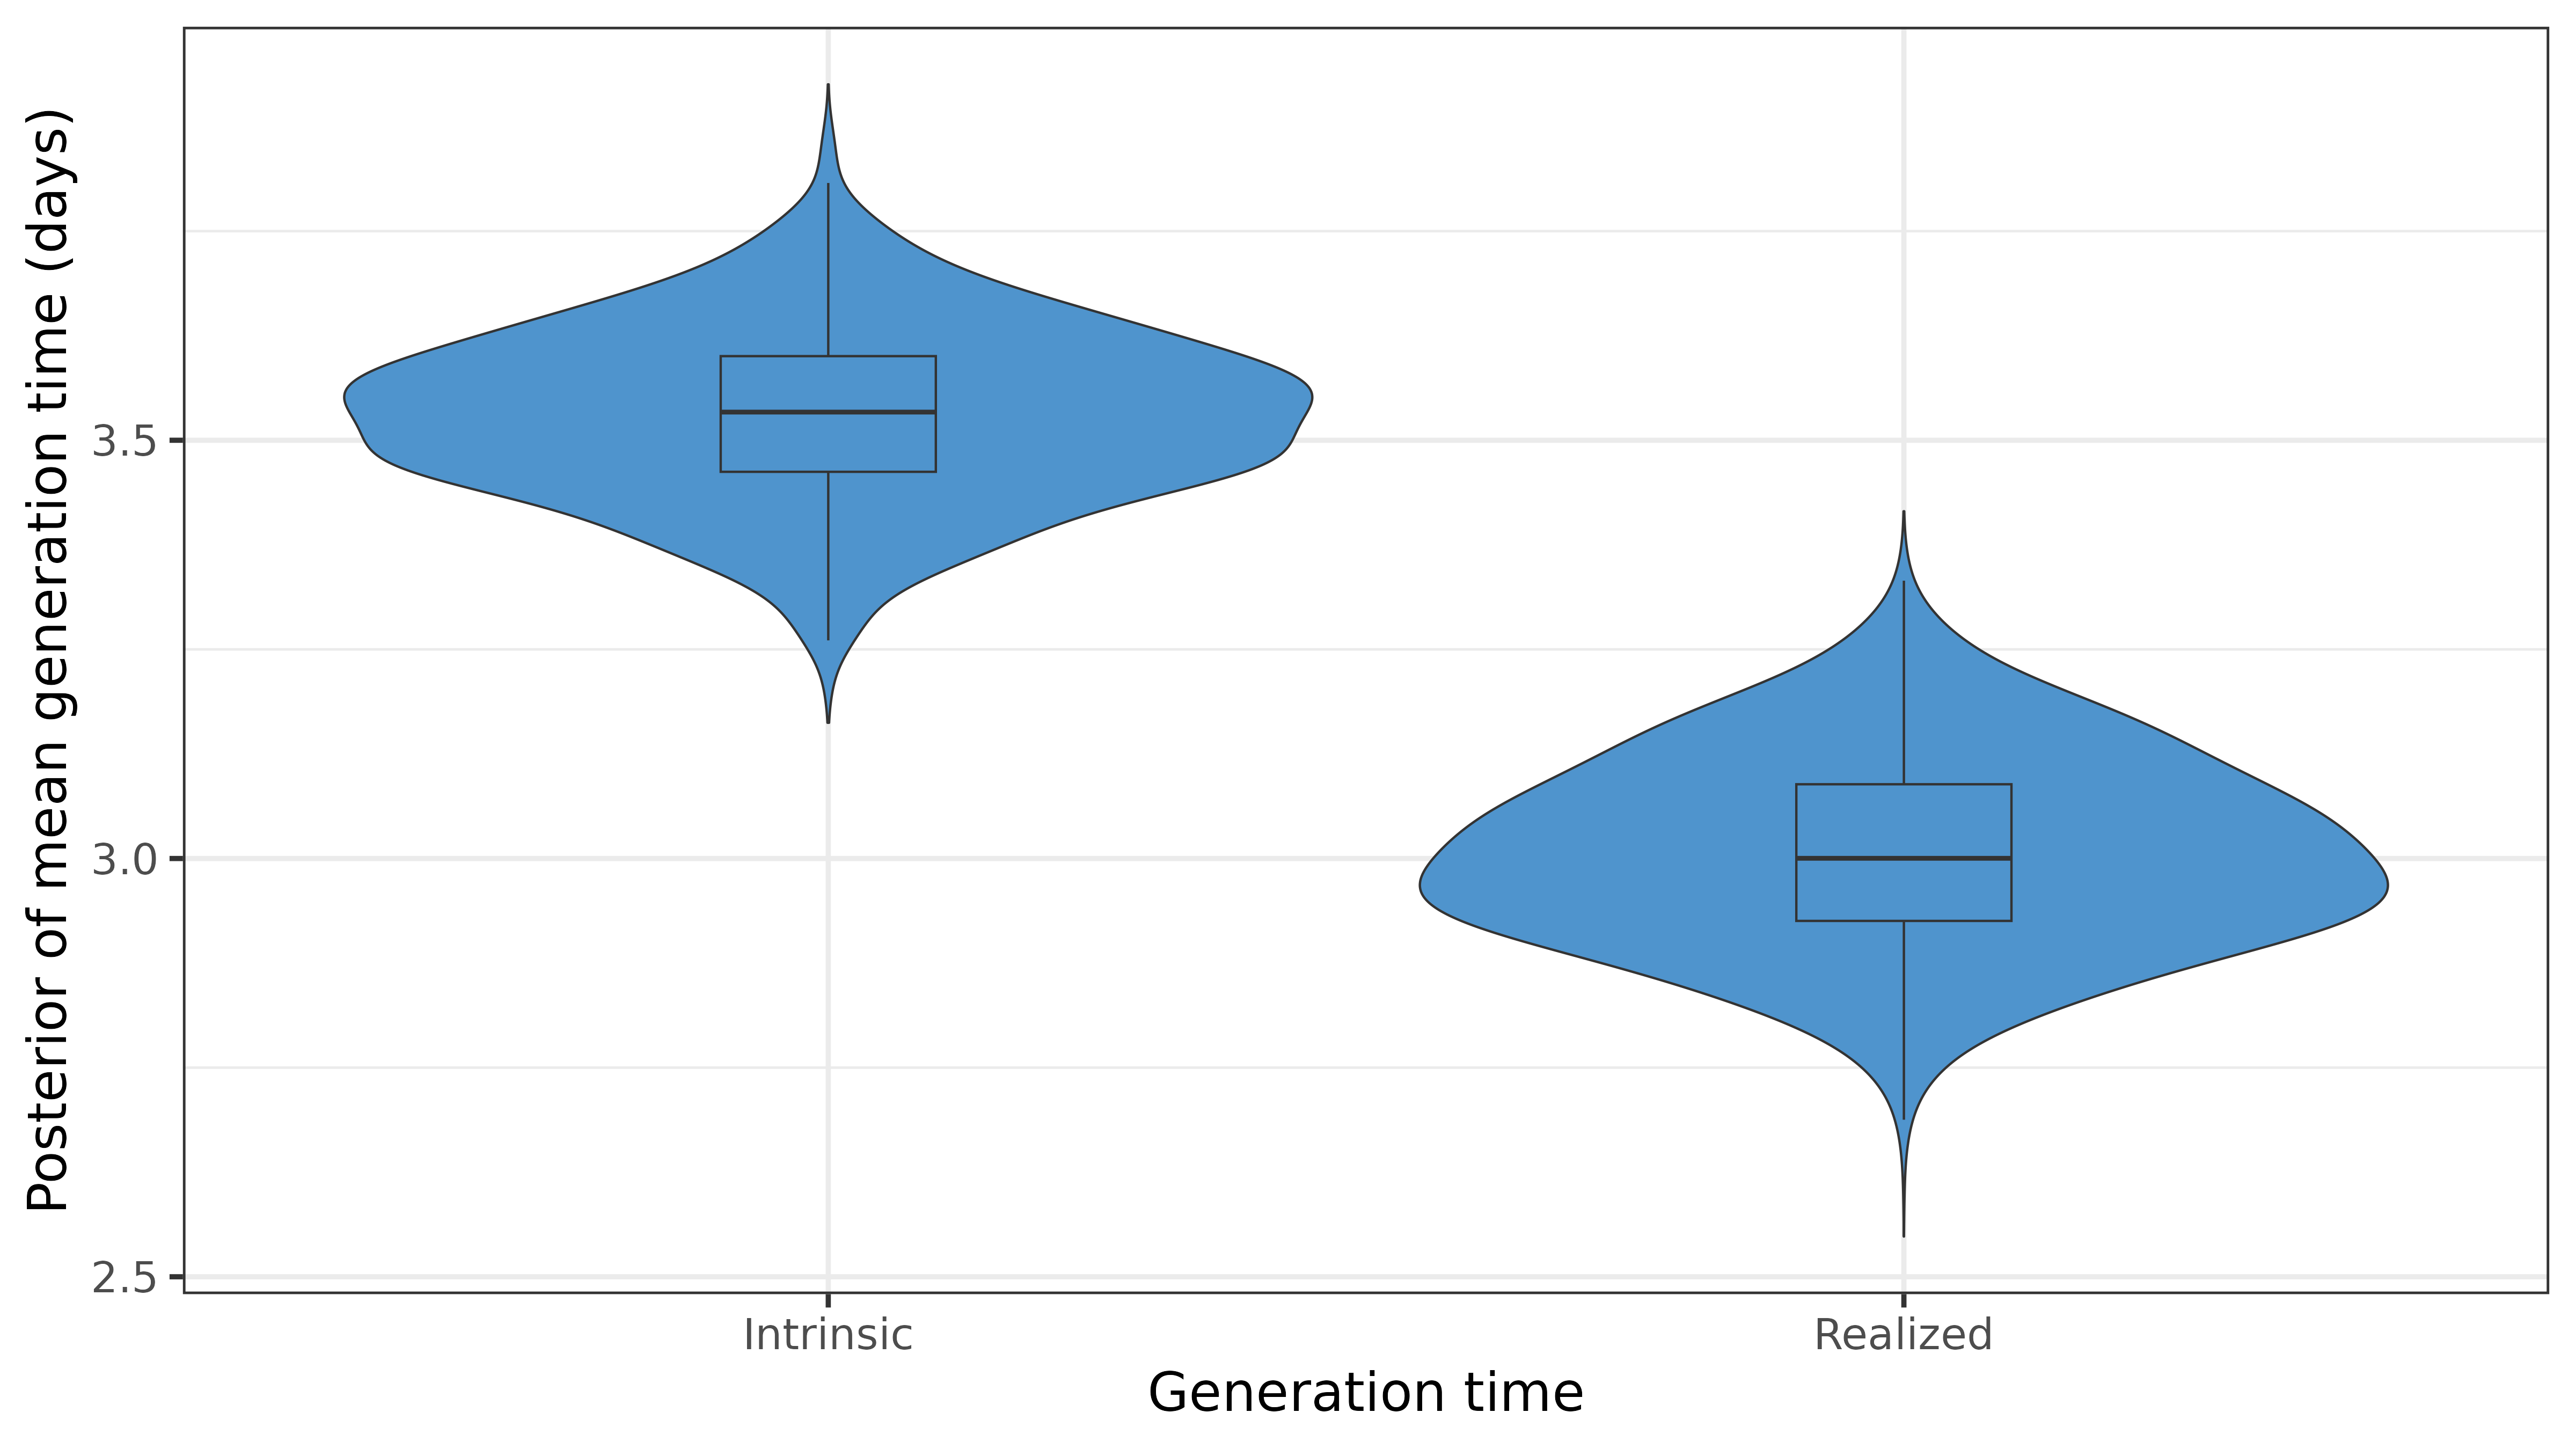 Posterior of mean generation time (days)
3.5
3.0
2.5
Intrinsic
Realized
Generation time